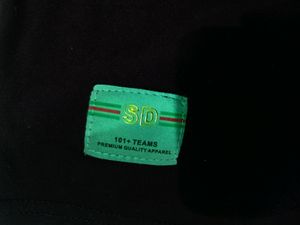 SD
101+ TEAMS
PREMIUM QUALITY APPAREL